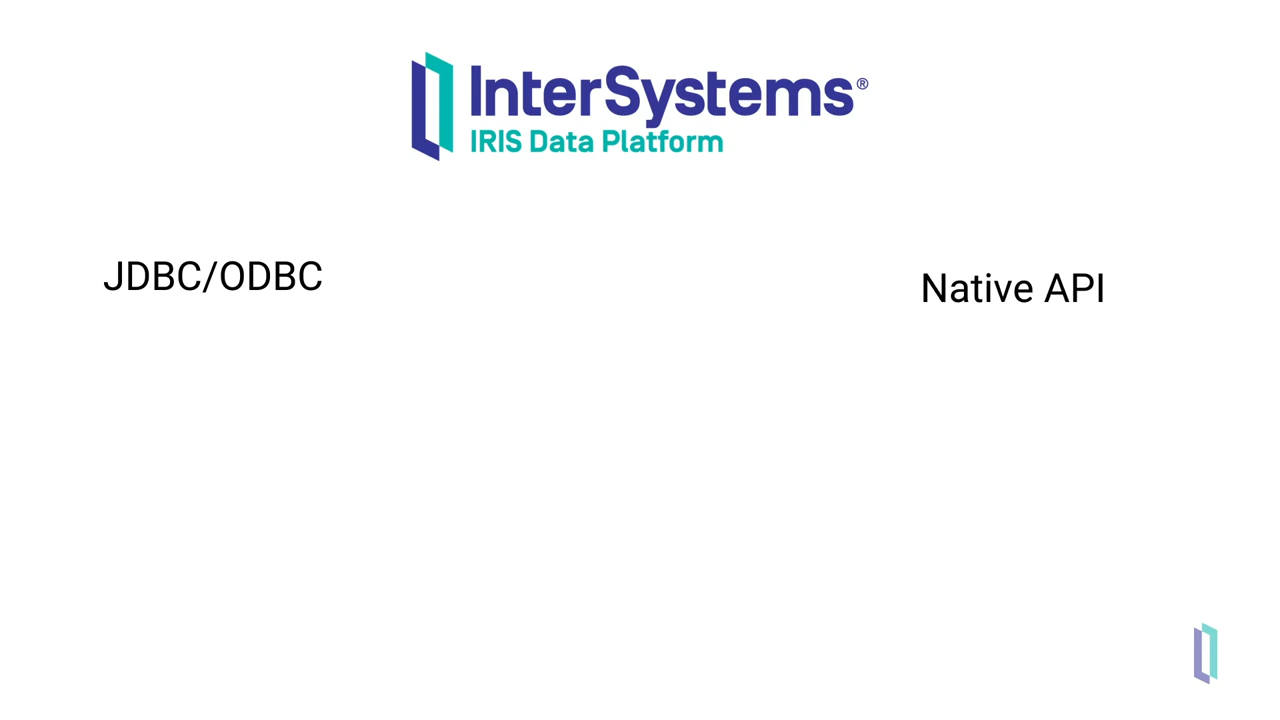 InterSystems®
IRIS Data Platform
JDBC/ODBC
Native API